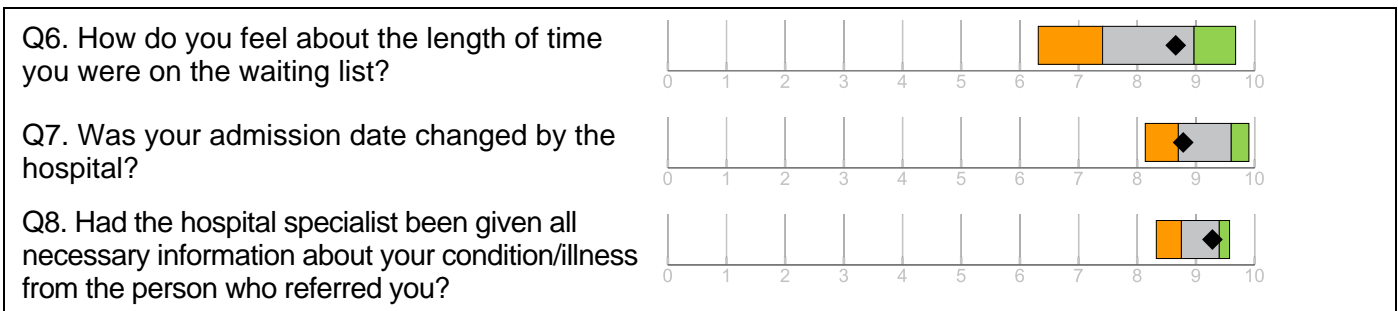 Q6. How do you feel about the length of time
you were on the waiting list?
0 1 2 3 4 5 6 7 8 9 10
Q7. Was your admission date changed by the
hospital?
0 1 2 3 4 5 6 7 8 9 10
Q8. Had the hospital specialist been given all
necessary information about your condition/illness
from the person who referred you?
0 1 2 3 4 5 6 7 8 9 10